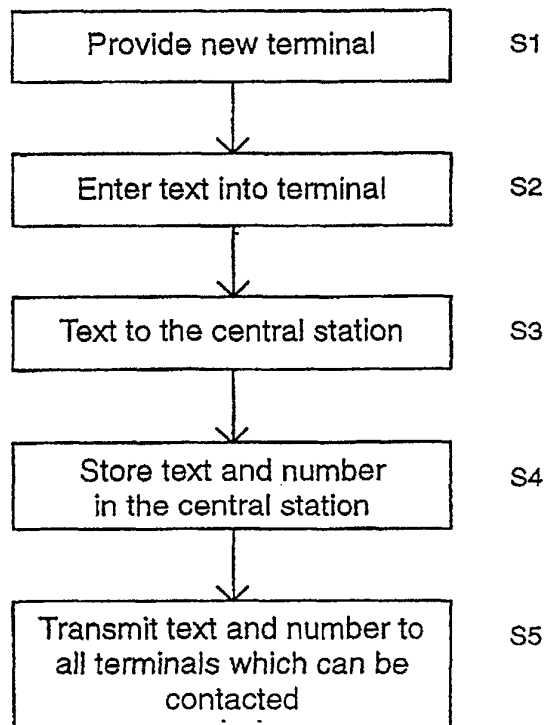 Provide new terminal S1
Enter text into terminal S2
Text to the central station S3
Store text and number
in the central station S4
Transmit text and number to
all terminals which can be S5
contacted